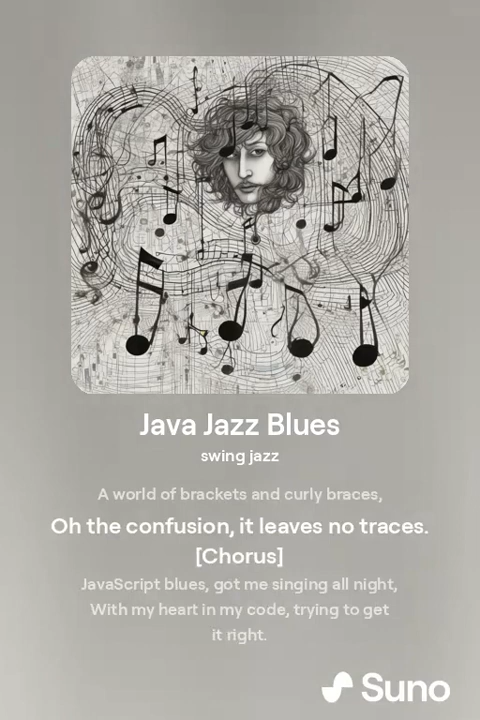 Java Jazz Blues
swing jazz
A world of brackets and curly braces,
Oh the confusion, it leaves no traces.
[Chorus]
JavaScript blues, got me singing all night,
With my heart in my code, trying to get
it right.
Suno